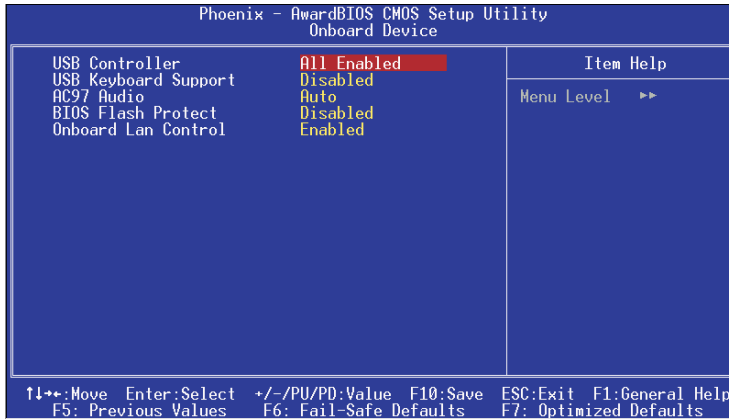 Phoenix - AwardBIOS CMOS Setup Utility
Onboard Device
USB Controller All Enabled
USB Keyboard Support Disabled
AC97 Audio Auto
BIOS Flash Protect Disabled
Onboard Lan Control Enabled
Item Help
Menu Level ►►
↑↓→←:Move Enter:Select +/-/PU/PD:Value F10:Save ESC:Exit F1:General Help
F5: Previous Values F6: Fail-Safe Defaults F7: Optimized Defaults